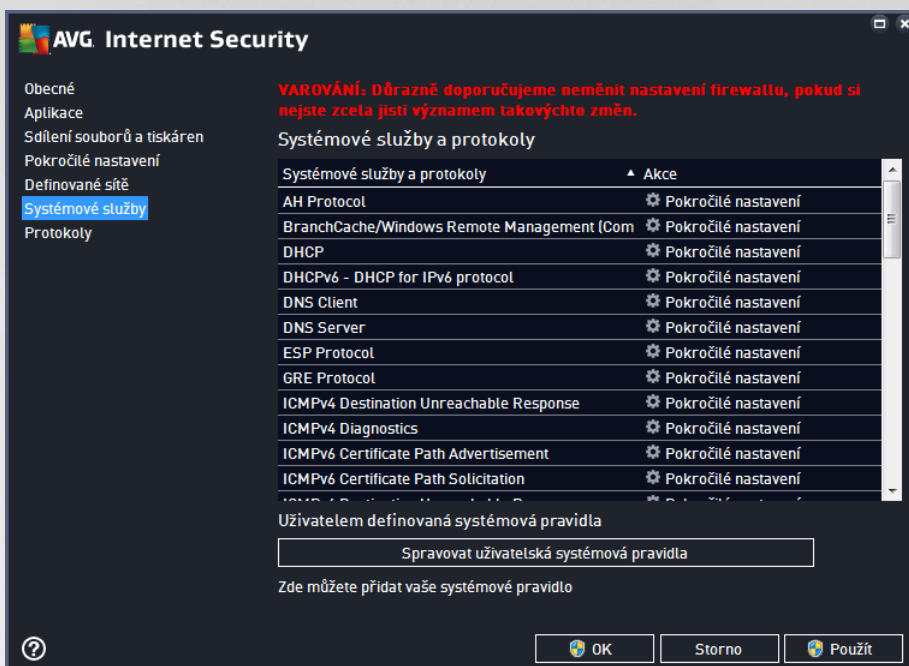 AVG. Internet Security
Obecné
Aplikace
Sdílení souborů a tiskáren
Pokročilé nastavení
Definované sítě
Systémové služby
Protokoly
VAROVÁNÍ: Důrazně doporučujeme neměnit nastavení firewallu, pokud si
nejste zcela jisti významem takovýchto změn.
Systémové služby a protokoly
Systémové služby a protokoly Akce
AH Protocol Pokročilé nastavení
BranchCache/Windows Remote Management (Com Pokročilé nastavení
DHCP Pokročilé nastavení
DHCPv6 - DHCP for IPv6 protocol Pokročilé nastavení
DNS Client Pokročilé nastavení
DNS Server Pokročilé nastavení
ESP Protocol Pokročilé nastavení
GRE Protocol Pokročilé nastavení
ICMPv4 Destination Unreachable Response Pokročilé nastavení
ICMPv4 Diagnostics Pokročilé nastavení
ICMPv6 Certificate Path Advertisement Pokročilé nastavení
ICMPv6 Certificate Path Solicitation Pokročilé nastavení
Uživatelem definovaná systémová pravidla
Spravovat uživatelská systémová pravidla
Zde můžete přidat vaše systémové pravidlo
OK Storno Použít